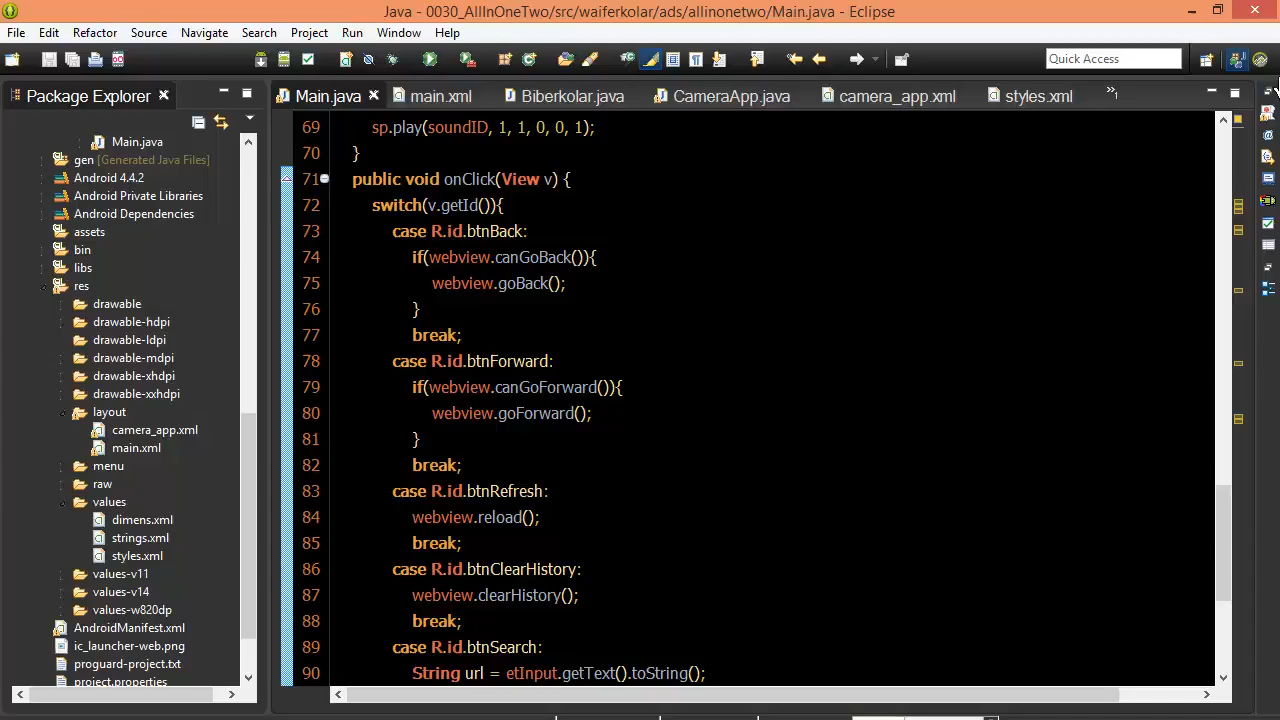 Java - 0030_AllInOneTwo/src/waiferkolar/ads/allinonetwo/Main.java - Eclipse
File Edit Refactor Source Navigate Search Project Run Window Help
Quick Access
Package Explorer
Main.java main.xml Biberkolar.java CameraApp.java camera_app.xml styles.xml
Main.java
gen [Generated Java Files]
Android 4.4.2
Android Private Libraries
Android Dependencies
assets
bin
libs
res
drawable
drawable-hdpi
drawable-ldpi
drawable-mdpi
drawable-xhdpi
drawable-xxhdpi
layout
camera_app.xml
main.xml
menu
raw
values
dimens.xml
strings.xml
styles.xml
values-v11
values-v14
values-w820dp
AndroidManifest.xml
ic_launcher-web.png
proguard-project.txt
project.properties
69 sp.play(soundID, 1, 1, 0, 0, 1);
70 }
71 public void onClick(View v) {
72 switch(v.getId()){
73 case R.id.btnBack:
74 if(webview.canGoBack()){
75 webview.goBack();
76 }
77 break;
78 case R.id.btnForward:
79 if(webview.canGoForward()){
80 webview.goForward();
81 }
82 break;
83 case R.id.btnRefresh:
84 webview.reload();
85 break;
86 case R.id.btnClearHistory:
87 webview.clearHistory();
88 break;
89 case R.id.btnSearch:
90 String url = etInput.getText().toString();